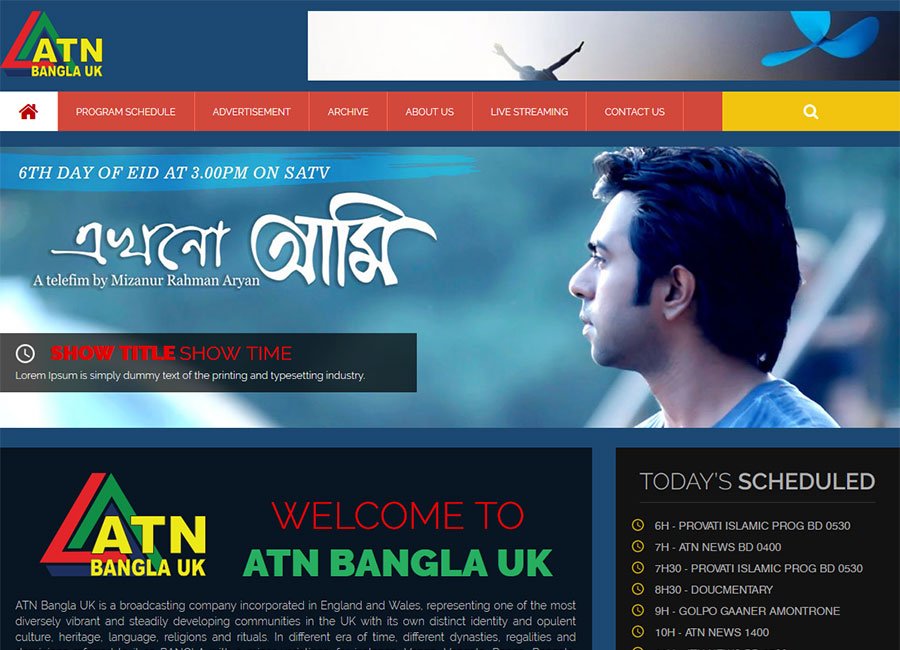 ATN
BANGLA UK
PROGRAM SCHEDULE
ADVERTISEMENT
ARCHIVE
ABOUT US
LIVE STREAMING
CONTACT US
6TH DAY OF EID AT 3.00PM ON SATV
এখনো আমি
A telefim by Mizanur Rahman Aryan
SHOW TITLE SHOW TIME
Lorem Ipsum is simply dummy text of the printing and typesetting industry.
ATN
BANGLA UK
WELCOME TO
ATN BANGLA UK
ATN Bangla UK is a broadcasting company incorporated in England and Wales, representing one of the most
diversely vibrant and steadily developing communities in the UK with its own distinct identity and opulent
culture, heritage, language, religions and rituals. In different era of time, different dynasties, regalities and
TODAY'S SCHEDULED
6H - PROVATI ISLAMIC PROG BD 0530
7H - ATN NEWS BD 0400
7H30 - PROVATI ISLAMIC PROG BD 0530
8H30 - DOUCMENTARY
9H - GOLPO GAANER AMONTRONE
10H - ATN NEWS 1400